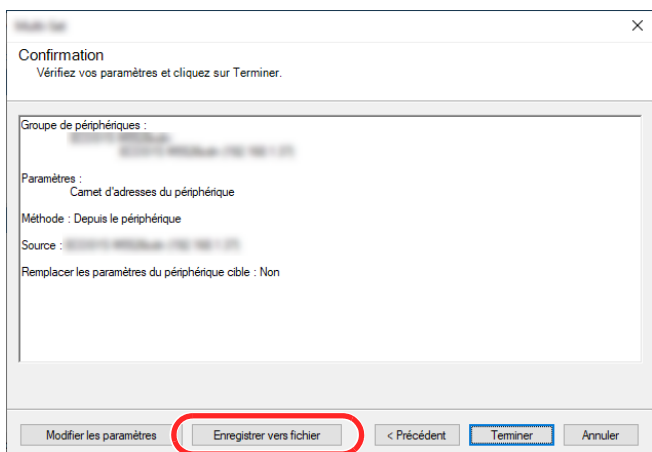 Confirmation
Vérifiez vos paramètres et cliquez sur Terminer.
Groupe de périphériques :
Paramètres :
Carnet d'adresses du périphérique
Méthode : Depuis le périphérique
Source :
Remplacer les paramètres du périphérique cible : Non
Modifier les paramètres Enregistrer vers fichier < Précédent Terminer Annuler